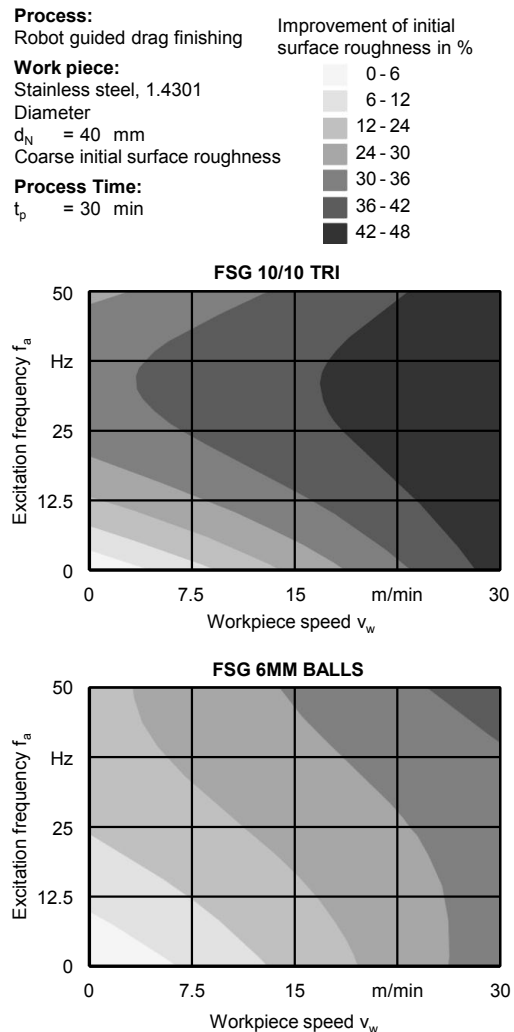 Process:
Robot guided drag finishing
Work piece:
Stainless steel, 1.4301
Diameter
d_N = 40 mm
Coarse initial surface roughness
Process Time:
t_p = 30 min
Improvement of initial
surface roughness in %
0 - 6
6 - 12
12 - 24
24 - 30
30 - 36
36 - 42
42 - 48
FSG 10/10 TRI
Excitation frequency f_a
50
Hz
25
12.5
0
0 7.5 15 m/min 30
Workpiece speed v_w
FSG 6MM BALLS
Excitation frequency f_a
50
Hz
25
12.5
0
0 7.5 15 m/min 30
Workpiece speed v_w